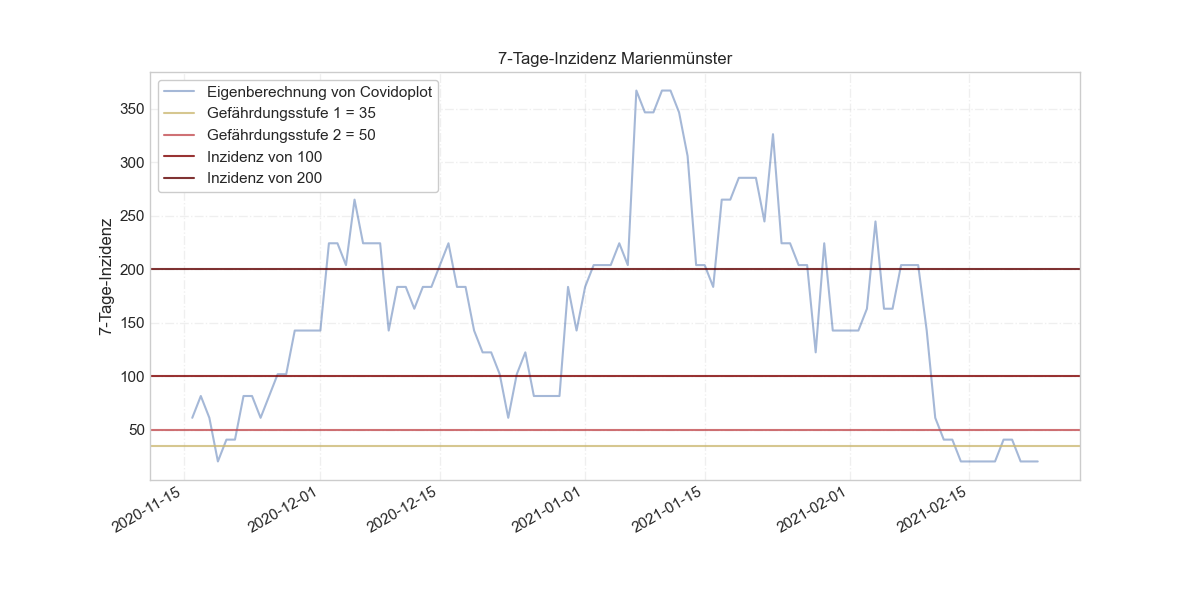 7-Tage-Inzidenz Marienmünster
Eigenberechnung von Covidoplot
Gefährdungsstufe 1 = 35
Gefährdungsstufe 2 = 50
Inzidenz von 100
Inzidenz von 200
7-Tage-Inzidenz
350
300
250
200
150
100
50
2020-11-15
2020-12-01
2020-12-15
2021-01-01
2021-01-15
2021-02-01
2021-02-15